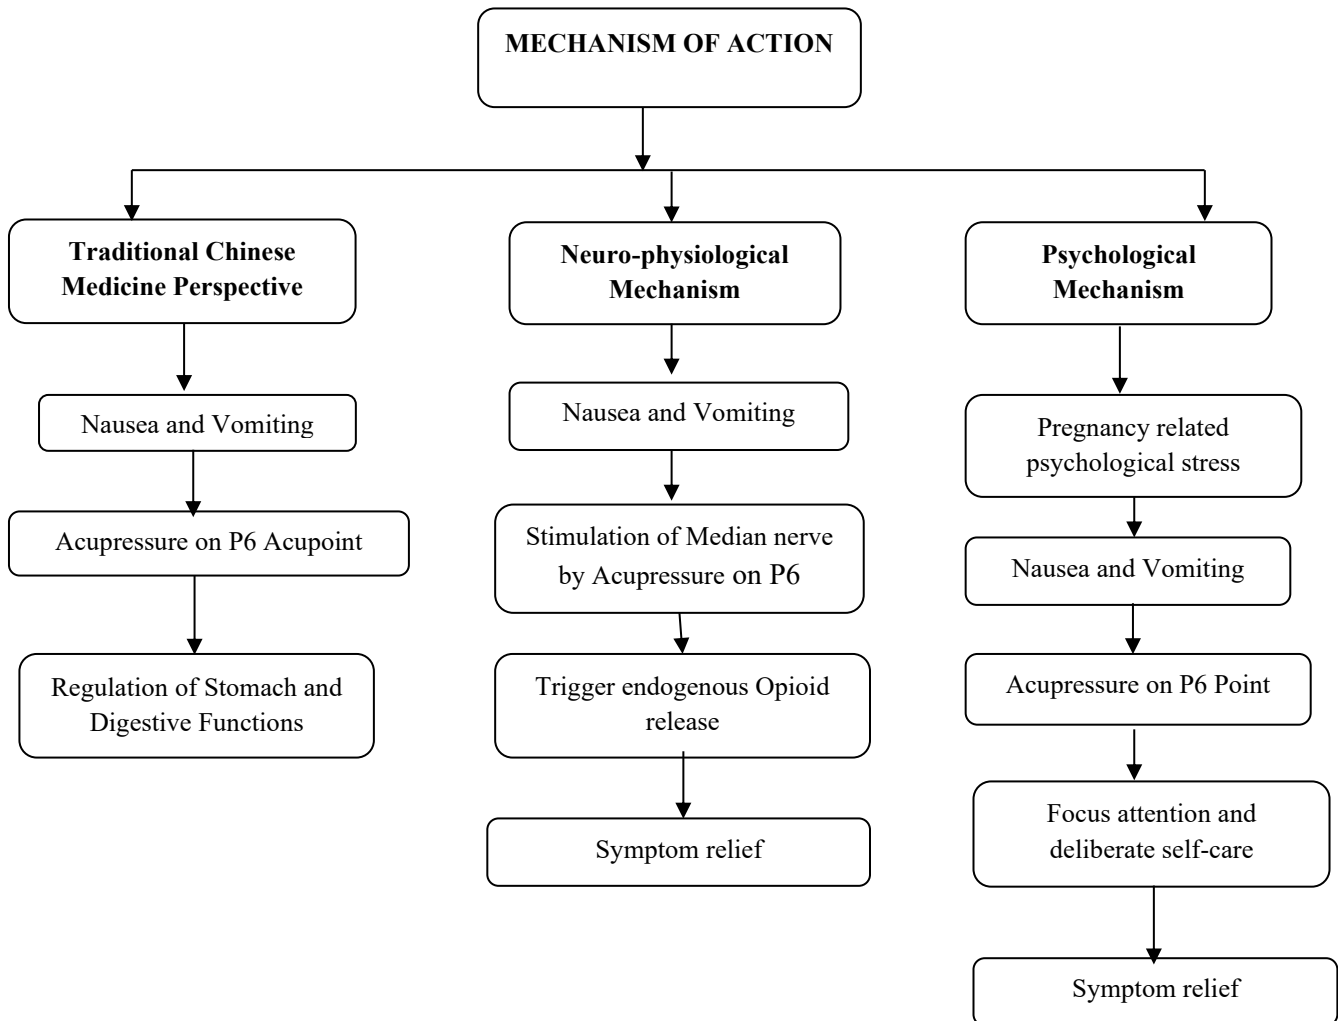 MECHANISM OF ACTION
Traditional Chinese
Medicine Perspective
Nausea and Vomiting
Acupressure on P6 Acupoint
Regulation of Stomach and
Digestive Functions
Neuro-physiological
Mechanism
Nausea and Vomiting
Stimulation of Median nerve
by Acupressure on P6
Trigger endogenous Opioid
release
Symptom relief
Psychological
Mechanism
Pregnancy related
psychological stress
Nausea and Vomiting
Acupressure on P6 Point
Focus attention and
deliberate self-care
Symptom relief